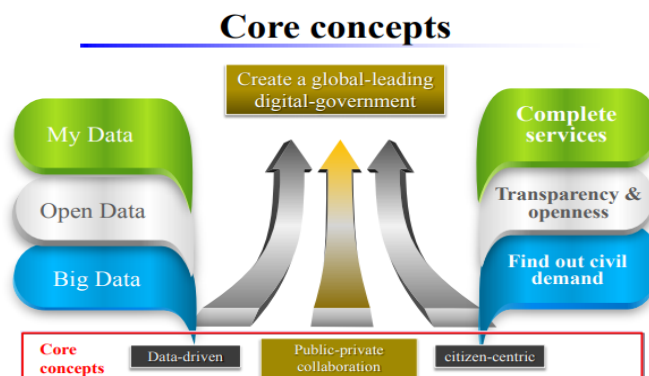 Core concepts
Create a global-leading
digital-government
My Data
Open Data
Big Data
Complete
services
Transparency &
openness
Find out civil
demand
Core
concepts
Data-driven
Public-private
collaboration
citizen-centric